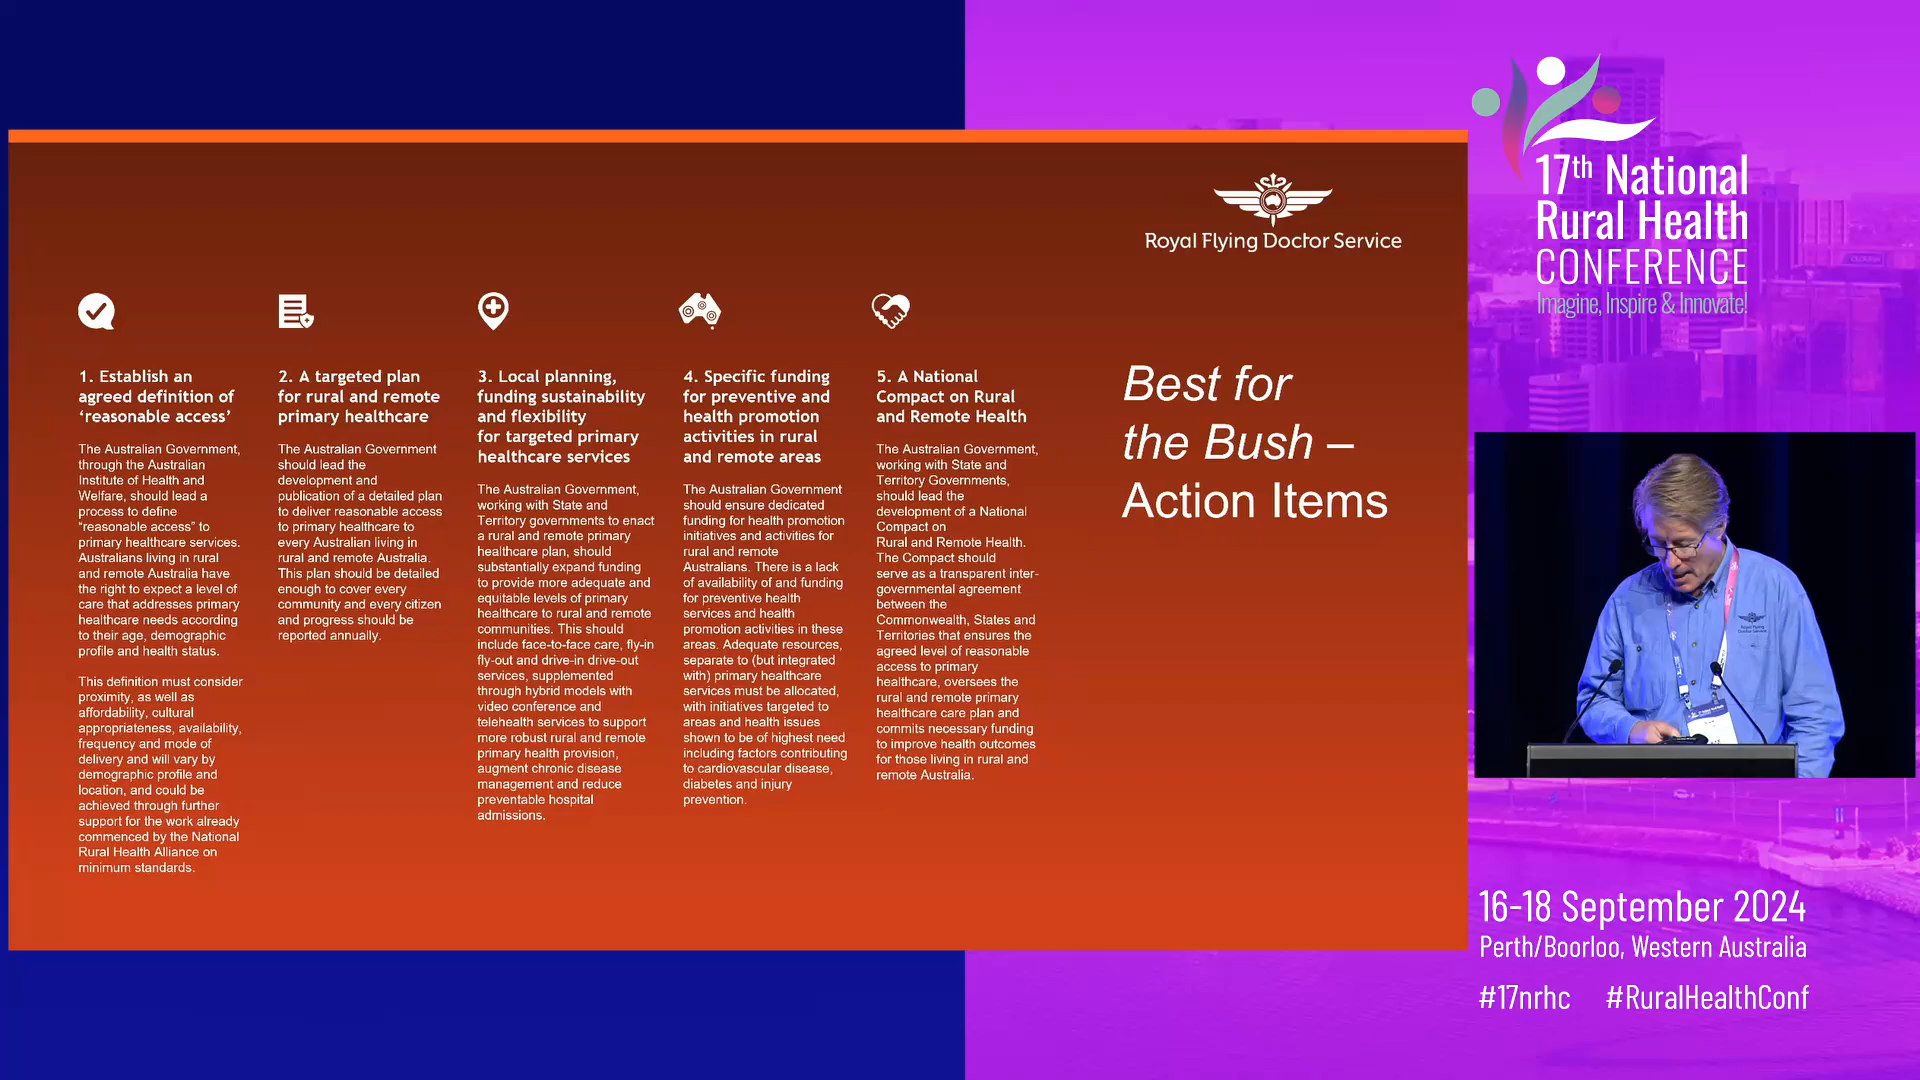 Royal Flying Doctor Service
1. Establish an
agreed definition of
‘reasonable access’
The Australian Government,
through the Australian
Institute of Health and
Welfare, should lead a
process to define
“reasonable access” to
primary healthcare services.
Australians living in rural
and remote Australia have
the right to expect a level of
care that addresses primary
healthcare needs according
to their age, demographic
profile and health status.
This definition must consider
proximity, as well as
affordability, cultural
appropriateness, availability,
frequency and mode of
delivery and will vary by
demographic profile and
location, and could be
achieved through further
support for the work already
commenced by the National
Rural Health Alliance on
minimum standards.
2. A targeted plan
for rural and remote
primary healthcare
The Australian Government
should lead the
development and
publication of a detailed plan
to deliver reasonable access
to primary healthcare to
every Australian living in
rural and remote Australia.
This plan should be detailed
enough to cover every
community and every citizen
and progress should be
reported annually.
3. Local planning,
funding sustainability
and flexibility
for targeted primary
healthcare services
The Australian Government,
working with State and
Territory governments to enact
a rural and remote primary
healthcare plan, should
substantially expand funding
to provide more adequate and
equitable levels of primary
healthcare to rural and remote
communities. This should
include face-to-face care, fly-in
fly-out and drive-in drive-out
services, supplemented
through hybrid models with
video conference and
telehealth services to support
more robust rural and remote
primary health provision,
augment chronic disease
management and reduce
preventable hospital
admissions.
4. Specific funding
for preventive and
health promotion
activities in rural
and remote areas
The Australian Government
should ensure dedicated
funding for health promotion
initiatives and activities for
rural and remote
Australians. There is a lack
of availability of and funding
for preventive health
services and health
promotion activities in these
areas. Adequate resources,
separate to (but integrated
with) primary healthcare
services must be allocated,
with initiatives targeted to
areas and health issues
shown to be of highest need
including factors contributing
to cardiovascular disease,
diabetes and injury
prevention.
5. A National
Compact on Rural
and Remote Health
The Australian Government,
working with State and
Territory Governments,
should lead the
development of a National
Compact on
Rural and Remote Health.
The Compact should
serve as a transparent inter-
governmental agreement
between the
Commonwealth, States and
Territories that ensures the
agreed level of reasonable
access to primary
healthcare, oversees the
rural and remote primary
healthcare care plan and
commits necessary funding
to improve health outcomes
for those living in rural and
remote Australia.
Best for
the Bush –
Action Items
17th National
Rural Health
CONFERENCE
Imagine, Inspire & Innovate!
Royal Flying
Doctor Service
16-18 September 2024
Perth/Boorloo, Western Australia
#17nrhc #RuralHealthConf